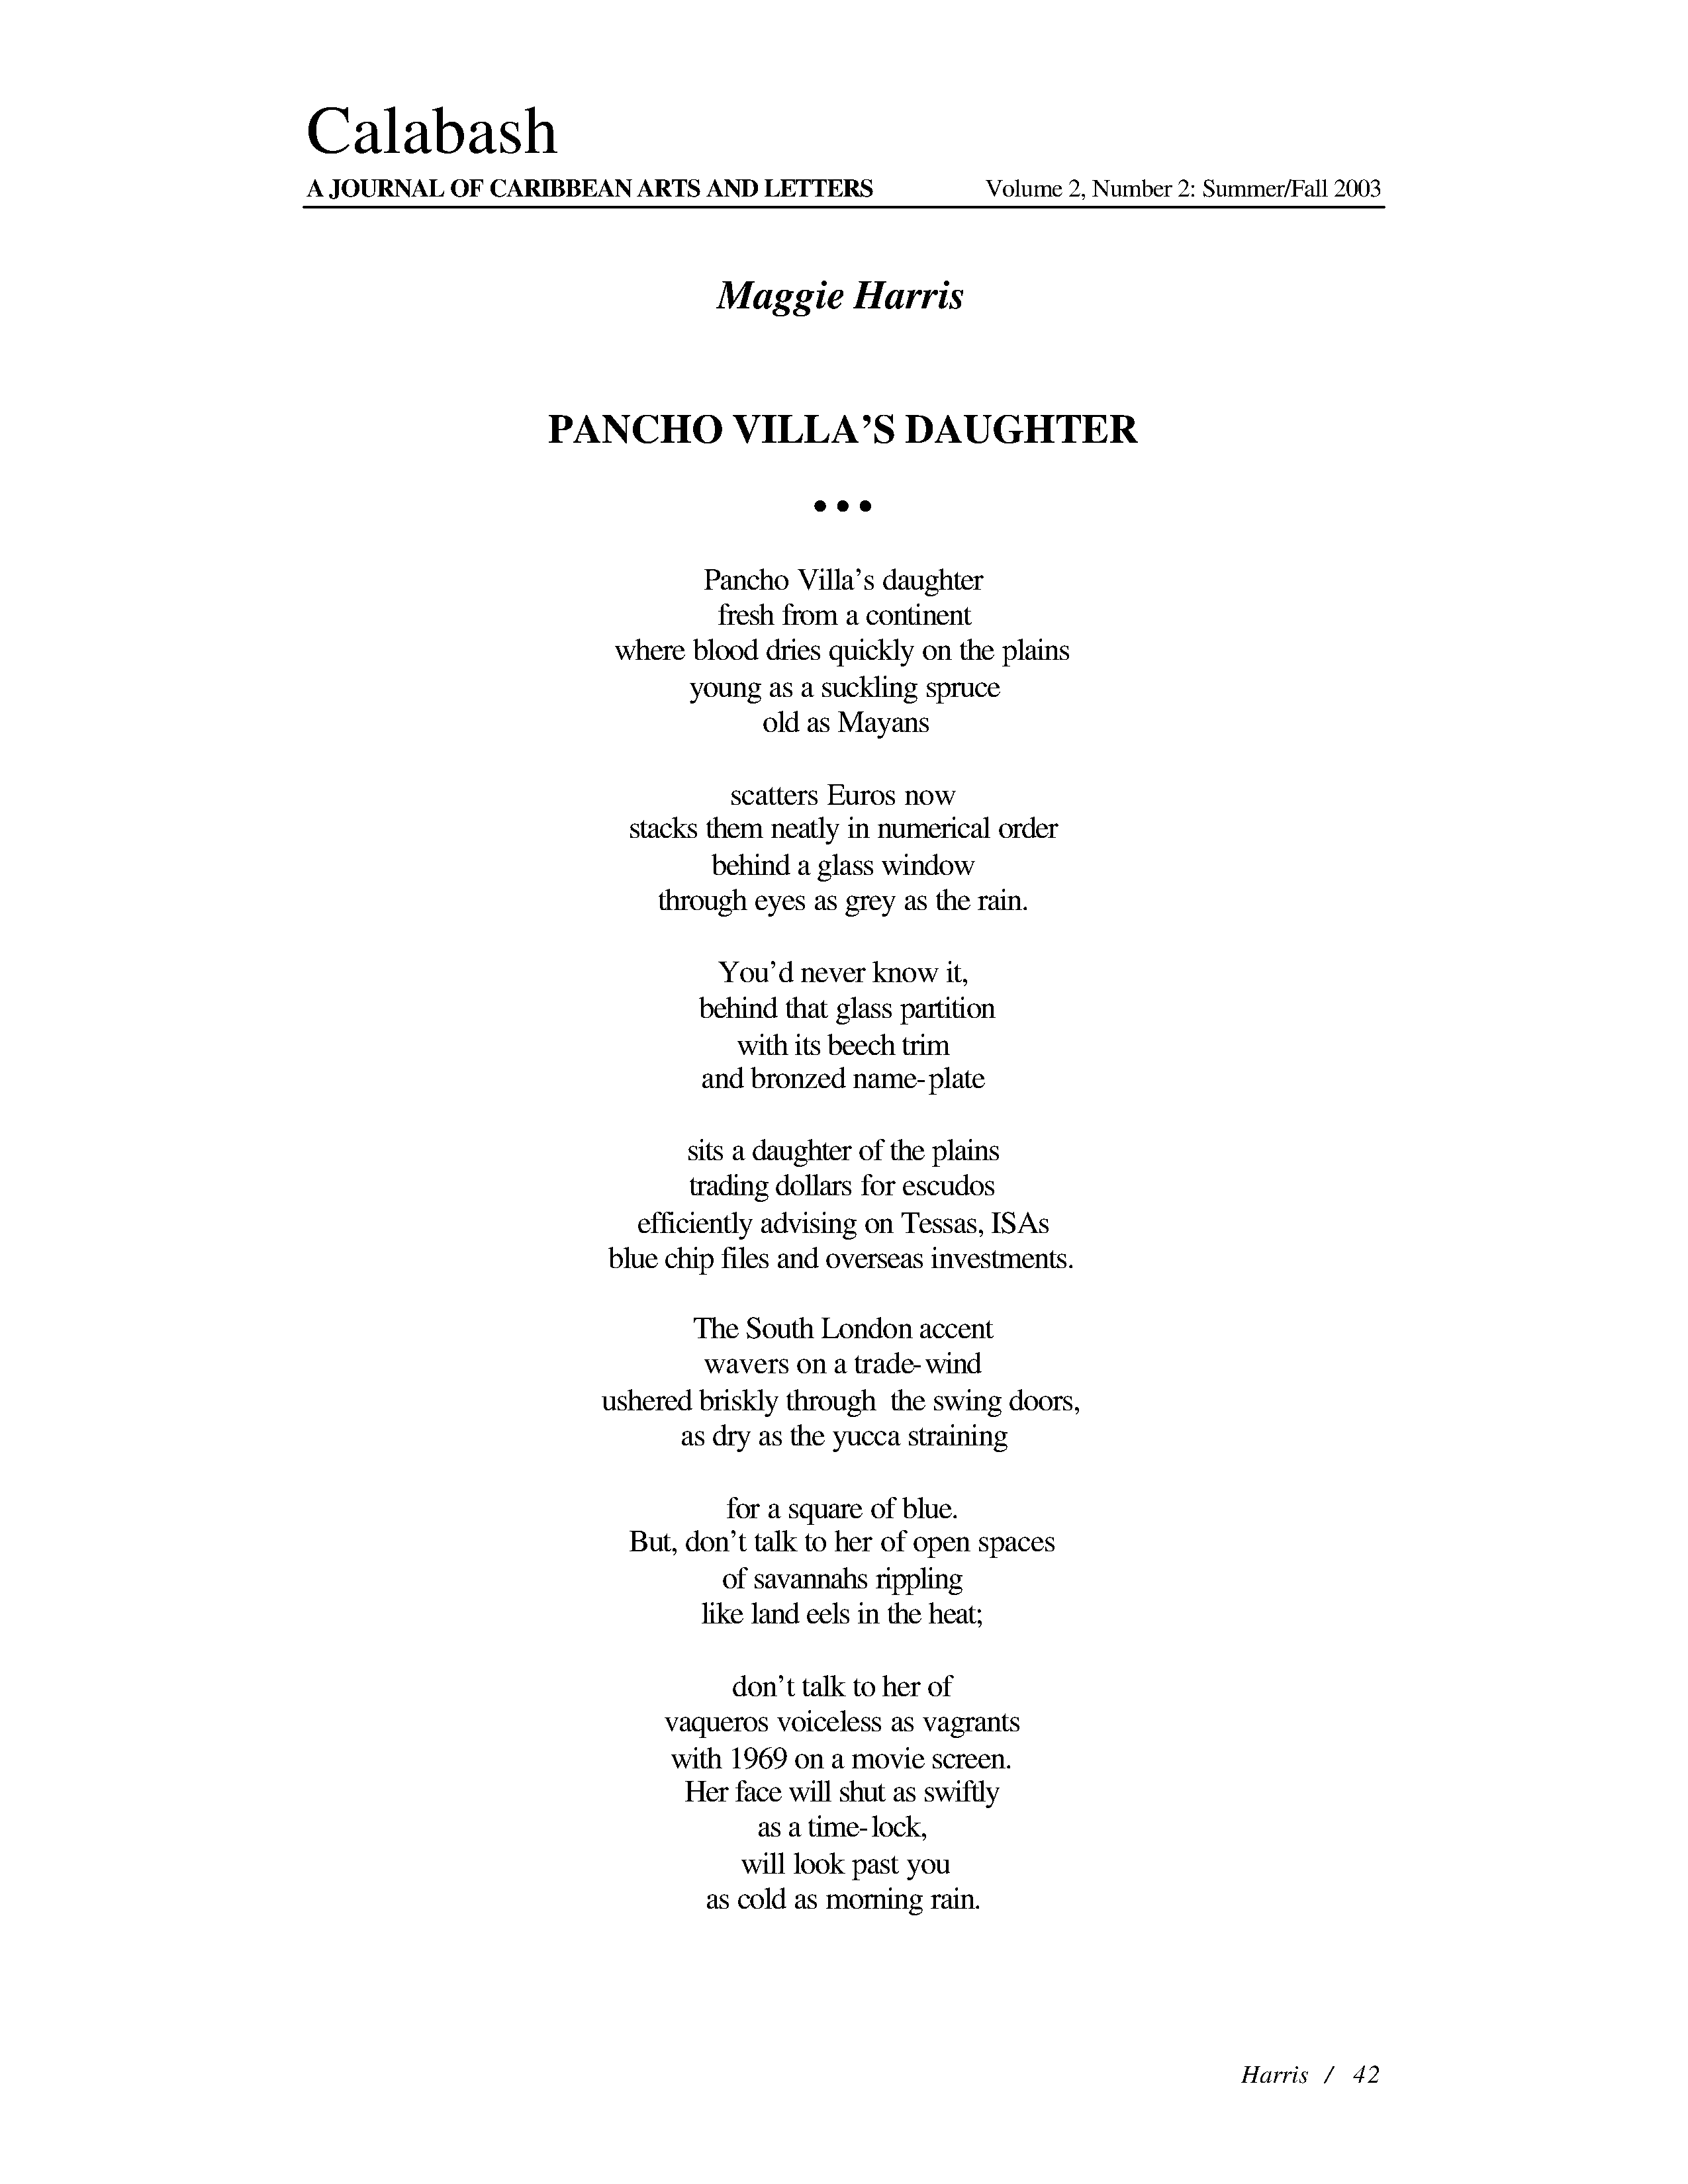 Calabash
A JOURNAL OF CARIBBEAN ARTS AND LETTERS Volume 2, Number 2: Summer/Fall 2003
Maggie Harris
PANCHO VILLA’S DAUGHTER
• • •
Pancho Villa’s daughter
fresh from a continent
where blood dries quickly on the plains
young as a suckling spruce
old as Mayans
scatters Euros now
stacks them neatly in numerical order
behind a glass window
through eyes as grey as the rain.
You’d never know it,
behind that glass partition
with its beech trim
and bronzed name-plate
sits a daughter of the plains
trading dollars for escudos
efficiently advising on Tessas, ISAs
blue chip files and overseas investments.
The South London accent
wavers on a trade-wind
ushered briskly through the swing doors,
as dry as the yucca straining
for a square of blue.
But, don’t talk to her of open spaces
of savannahs rippling
like land eels in the heat;
don’t talk to her of
vaqueros voiceless as vagrants
with 1969 on a movie screen.
Her face will shut as swiftly
as a time-lock,
will look past you
as cold as morning rain.
Harris / 42